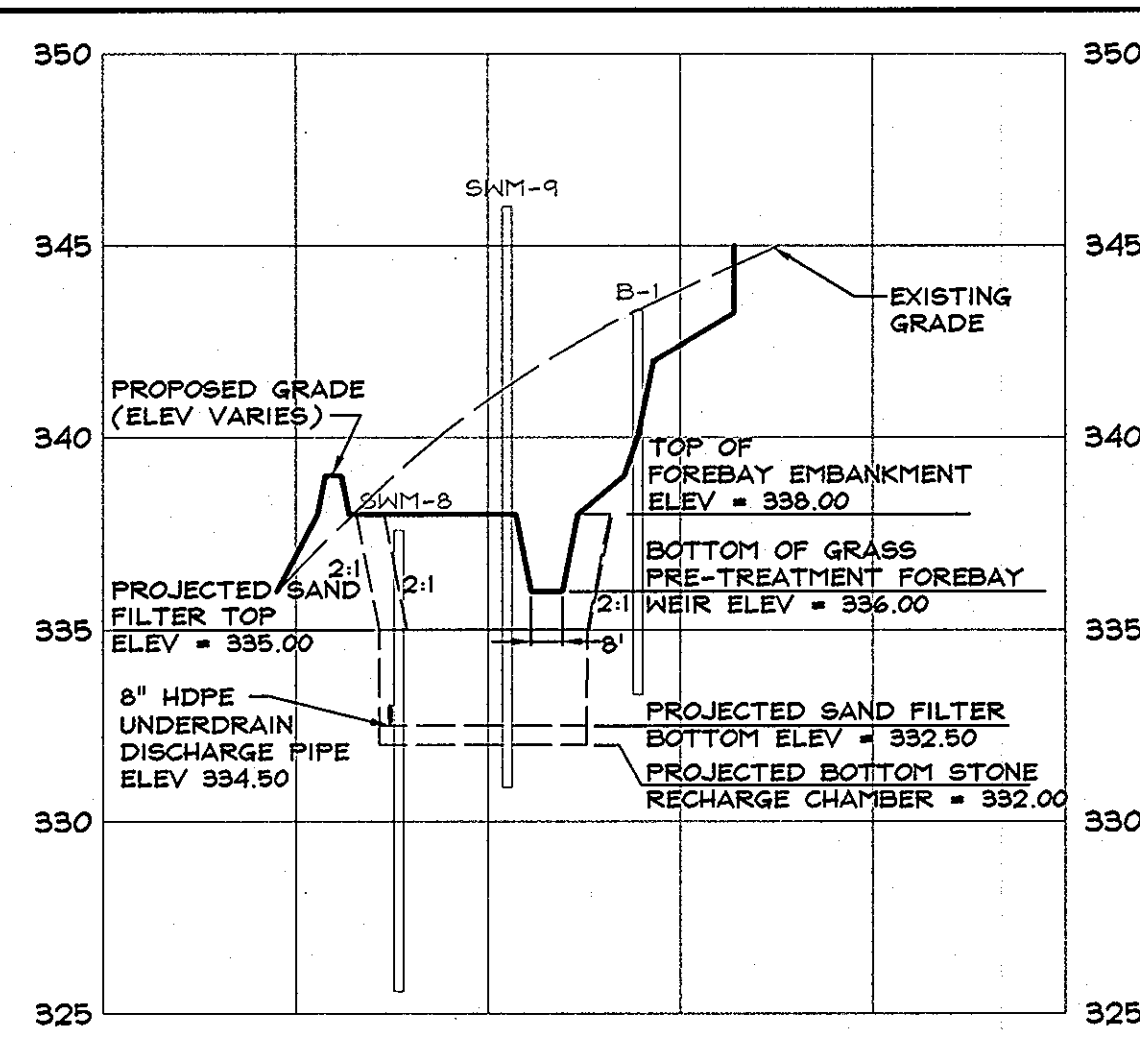 350
350
SWM-9
345
345
B-1
EXISTING
GRADE
PROPOSED GRADE
(ELEV VARIES)
340
340
TOP OF
FOREBAY EMBANKMENT
ELEV = 338.00
SWM-8
BOTTOM OF GRASS
PRE-TREATMENT FOREBAY
WEIR ELEV = 336.00
2:1
2:1
2:1
PROJECTED SAND
FILTER TOP
ELEV = 335.00
335
335
8'
8" HDPE
UNDERDRAIN
DISCHARGE PIPE
ELEV 334.50
PROJECTED SAND FILTER
BOTTOM ELEV = 332.50
PROJECTED BOTTOM STONE
RECHARGE CHAMBER = 332.00
330
330
325
325